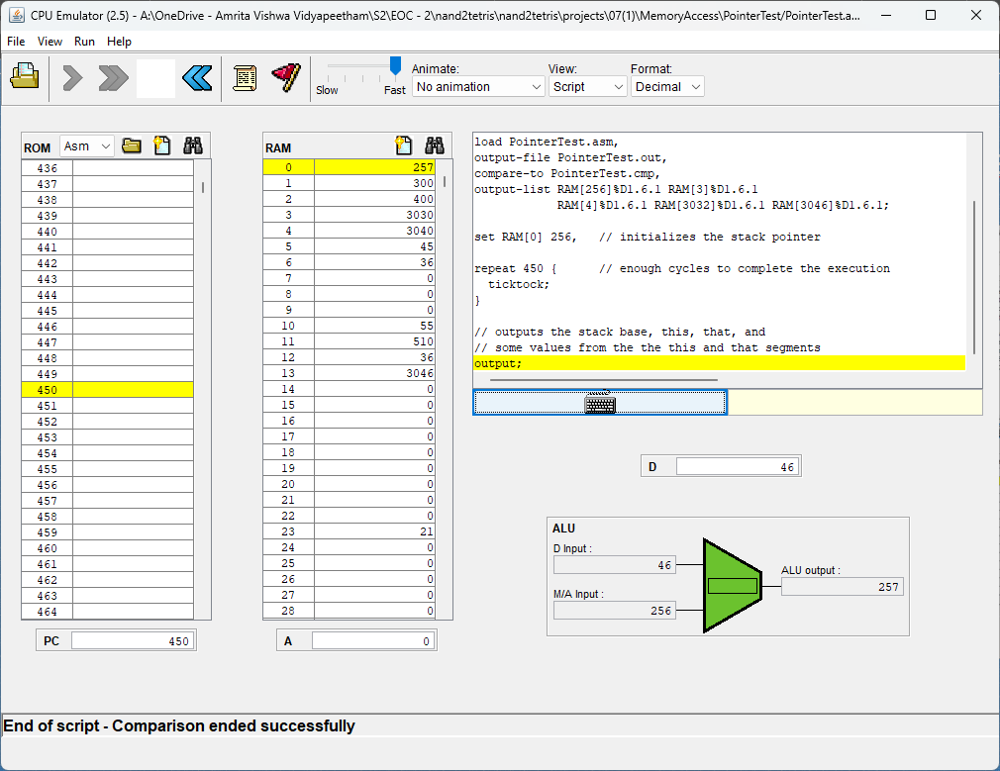 CPU Emulator (2.5) - A:\OneDrive - Amrita Vishwa Vidyapeetham\S2\EOC - 2\nand2tetris\nand2tetris\projects\07(1)\MemoryAccess\PointerTest/PointerTest.a...
File View Run Help
Slow Fast
Animate: View: Format:
No animation Script Decimal
ROM Asm
436
437
438
439
440
441
442
443
444
445
446
447
448
449
450
451
452
453
454
455
456
457
458
459
460
461
462
463
464
PC 450
RAM
0 257
1 300
2 400
3 3030
4 3040
5 45
6 36
7 0
8 0
9 0
10 55
11 510
12 36
13 3046
14 0
15 0
16 0
17 0
18 0
19 0
20 0
21 0
22 0
23 21
24 0
25 0
26 0
27 0
28 0
A 0
load PointerTest.asm,
output-file PointerTest.out,
compare-to PointerTest.cmp,
output-list RAM[256]%D1.6.1 RAM[3]%D1.6.1
RAM[4]%D1.6.1 RAM[3032]%D1.6.1 RAM[3046]%D1.6.1;
set RAM[0] 256, // initializes the stack pointer
repeat 450 { // enough cycles to complete the execution
ticktock;
}
// outputs the stack base, this, that, and
// some values from the the this and that segments
output;
D 46
ALU
D Input :
46
M/A Input :
256
ALU output :
257
End of script - Comparison ended successfully